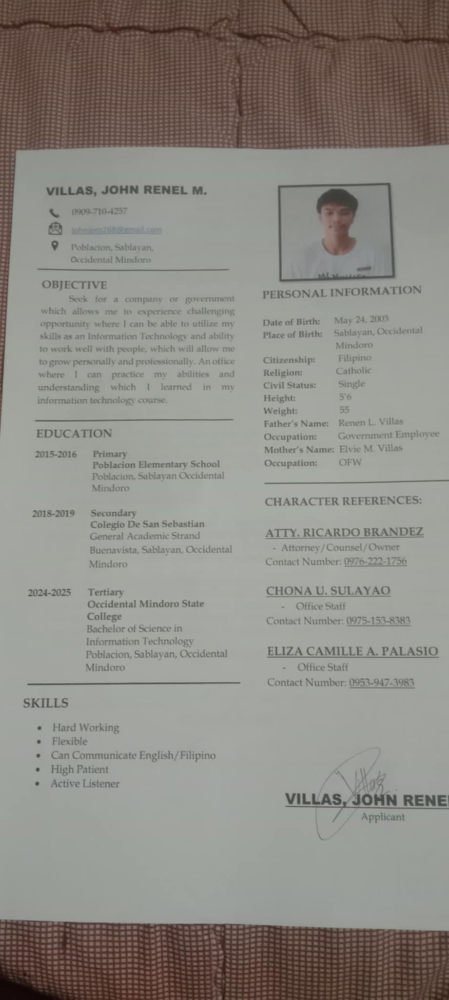 VILLAS, JOHN RENEL M.
0909-710-4257
johnjero268@gmail.com
Poblacion, Sablayan,
Occidental Mindoro
OBJECTIVE
Seek for a company or government
which allows me to experience challenging
opportunity where I can be able to utilize my
skills as an Information Technology and ability
to work well with people, which will allow me
to grow personally and professionally. An office
where I can practice my abilities and
understanding which I learned in my
information technology course.
EDUCATION
2015-2016 Primary
Poblacion Elementary School
Poblacion, Sablayan Occidental
Mindoro
2018-2019 Secondary
Colegio De San Sebastian
General Academic Strand
Buenavista, Sablayan, Occidental
Mindoro
2024-2025 Tertiary
Occidental Mindoro State
College
Bachelor of Science in
Information Technology
Poblacion, Sablayan, Occidental
Mindoro
SKILLS
• Hard Working
• Flexible
• Can Communicate English/Filipino
• High Patient
• Active Listener
PERSONAL INFORMATION
Date of Birth: May 24, 2003
Place of Birth: Sablayan, Occidental
Mindoro
Citizenship: Filipino
Religion: Catholic
Civil Status: Single
Height: 5'6
Weight: 55
Father's Name: Renen L. Villas
Occupation: Government Employee
Mother's Name: Elvie M. Villas
Occupation: OFW
CHARACTER REFERENCES:
ATTY. RICARDO BRANDEZ
- Attorney/Counsel/Owner
Contact Number: 0976-222-1756
CHONA U. SULAYAO
- Office Staff
Contact Number: 0975-153-8383
ELIZA CAMILLE A. PALASIO
- Office Staff
Contact Number: 0953-947-3983
Villas
VILLAS, JOHN RENE
Applicant